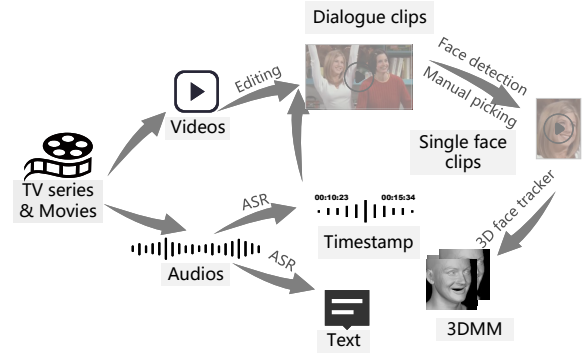 Dialogue clips
Editing
Face detection
Manual picking
Videos
Single face
clips
TV series
& Movies
ASR
00:10:23
00:15:34
Timestamp
3D face tracker
Audios
ASR
Text
3DMM